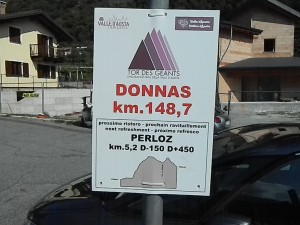 VALLE D'AOSTA
TOR DES GEANTS
DONNAS
km.148,7
prossimo ristoro - prochain ravitaillement
next refreshment - próximo refresco
PERLOZ
km.5,2 D-150 D+450